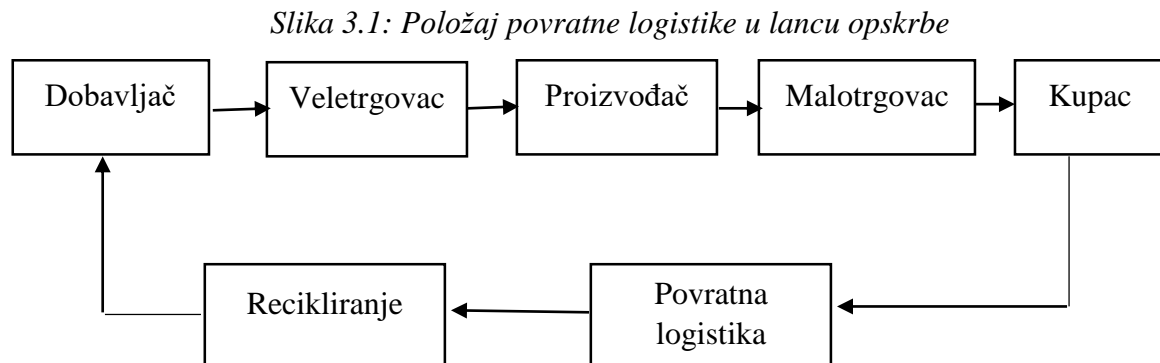 Slika 3.1: Položaj povratne logistike u lancu opskrbe
Dobavljač
Veletrgovac
Proizvođač
Malotrgovac
Kupac
Recikliranje
Povratna
logistika